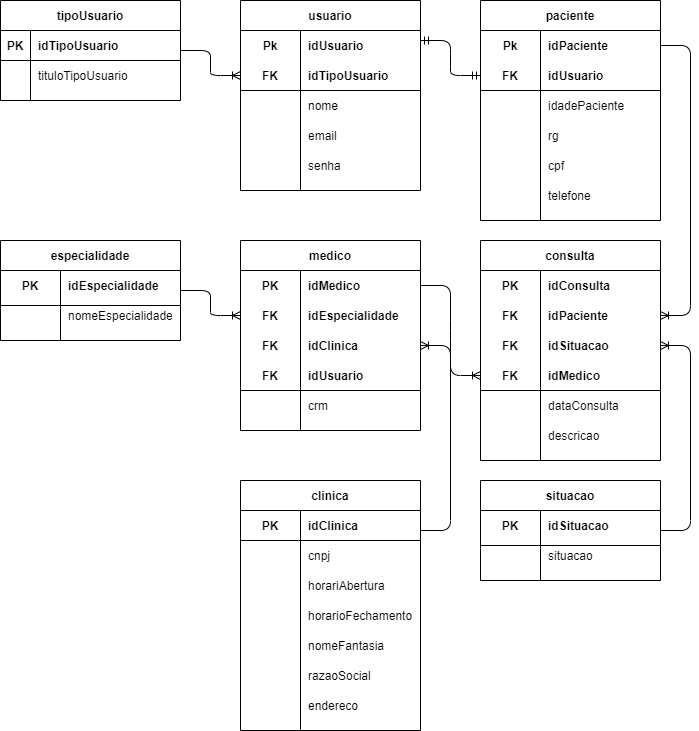 tipoUsuario
PK idTipoUsuario
tituloTipoUsuario
usuario
Pk idUsuario
FK idTipoUsuario
nome
email
senha
paciente
Pk idPaciente
FK idUsuario
idadePaciente
rg
cpf
telefone
especialidade
PK idEspecialidade
nomeEspecialidade
medico
PK idMedico
FK idEspecialidade
FK idClinica
FK idUsuario
crm
consulta
PK idConsulta
FK idPaciente
FK idSituacao
FK idMedico
dataConsulta
descricao
clinica
PK idClinica
cnpj
horariAbertura
horarioFechamento
nomeFantasia
razaoSocial
endereco
situacao
PK idSituacao
situacao